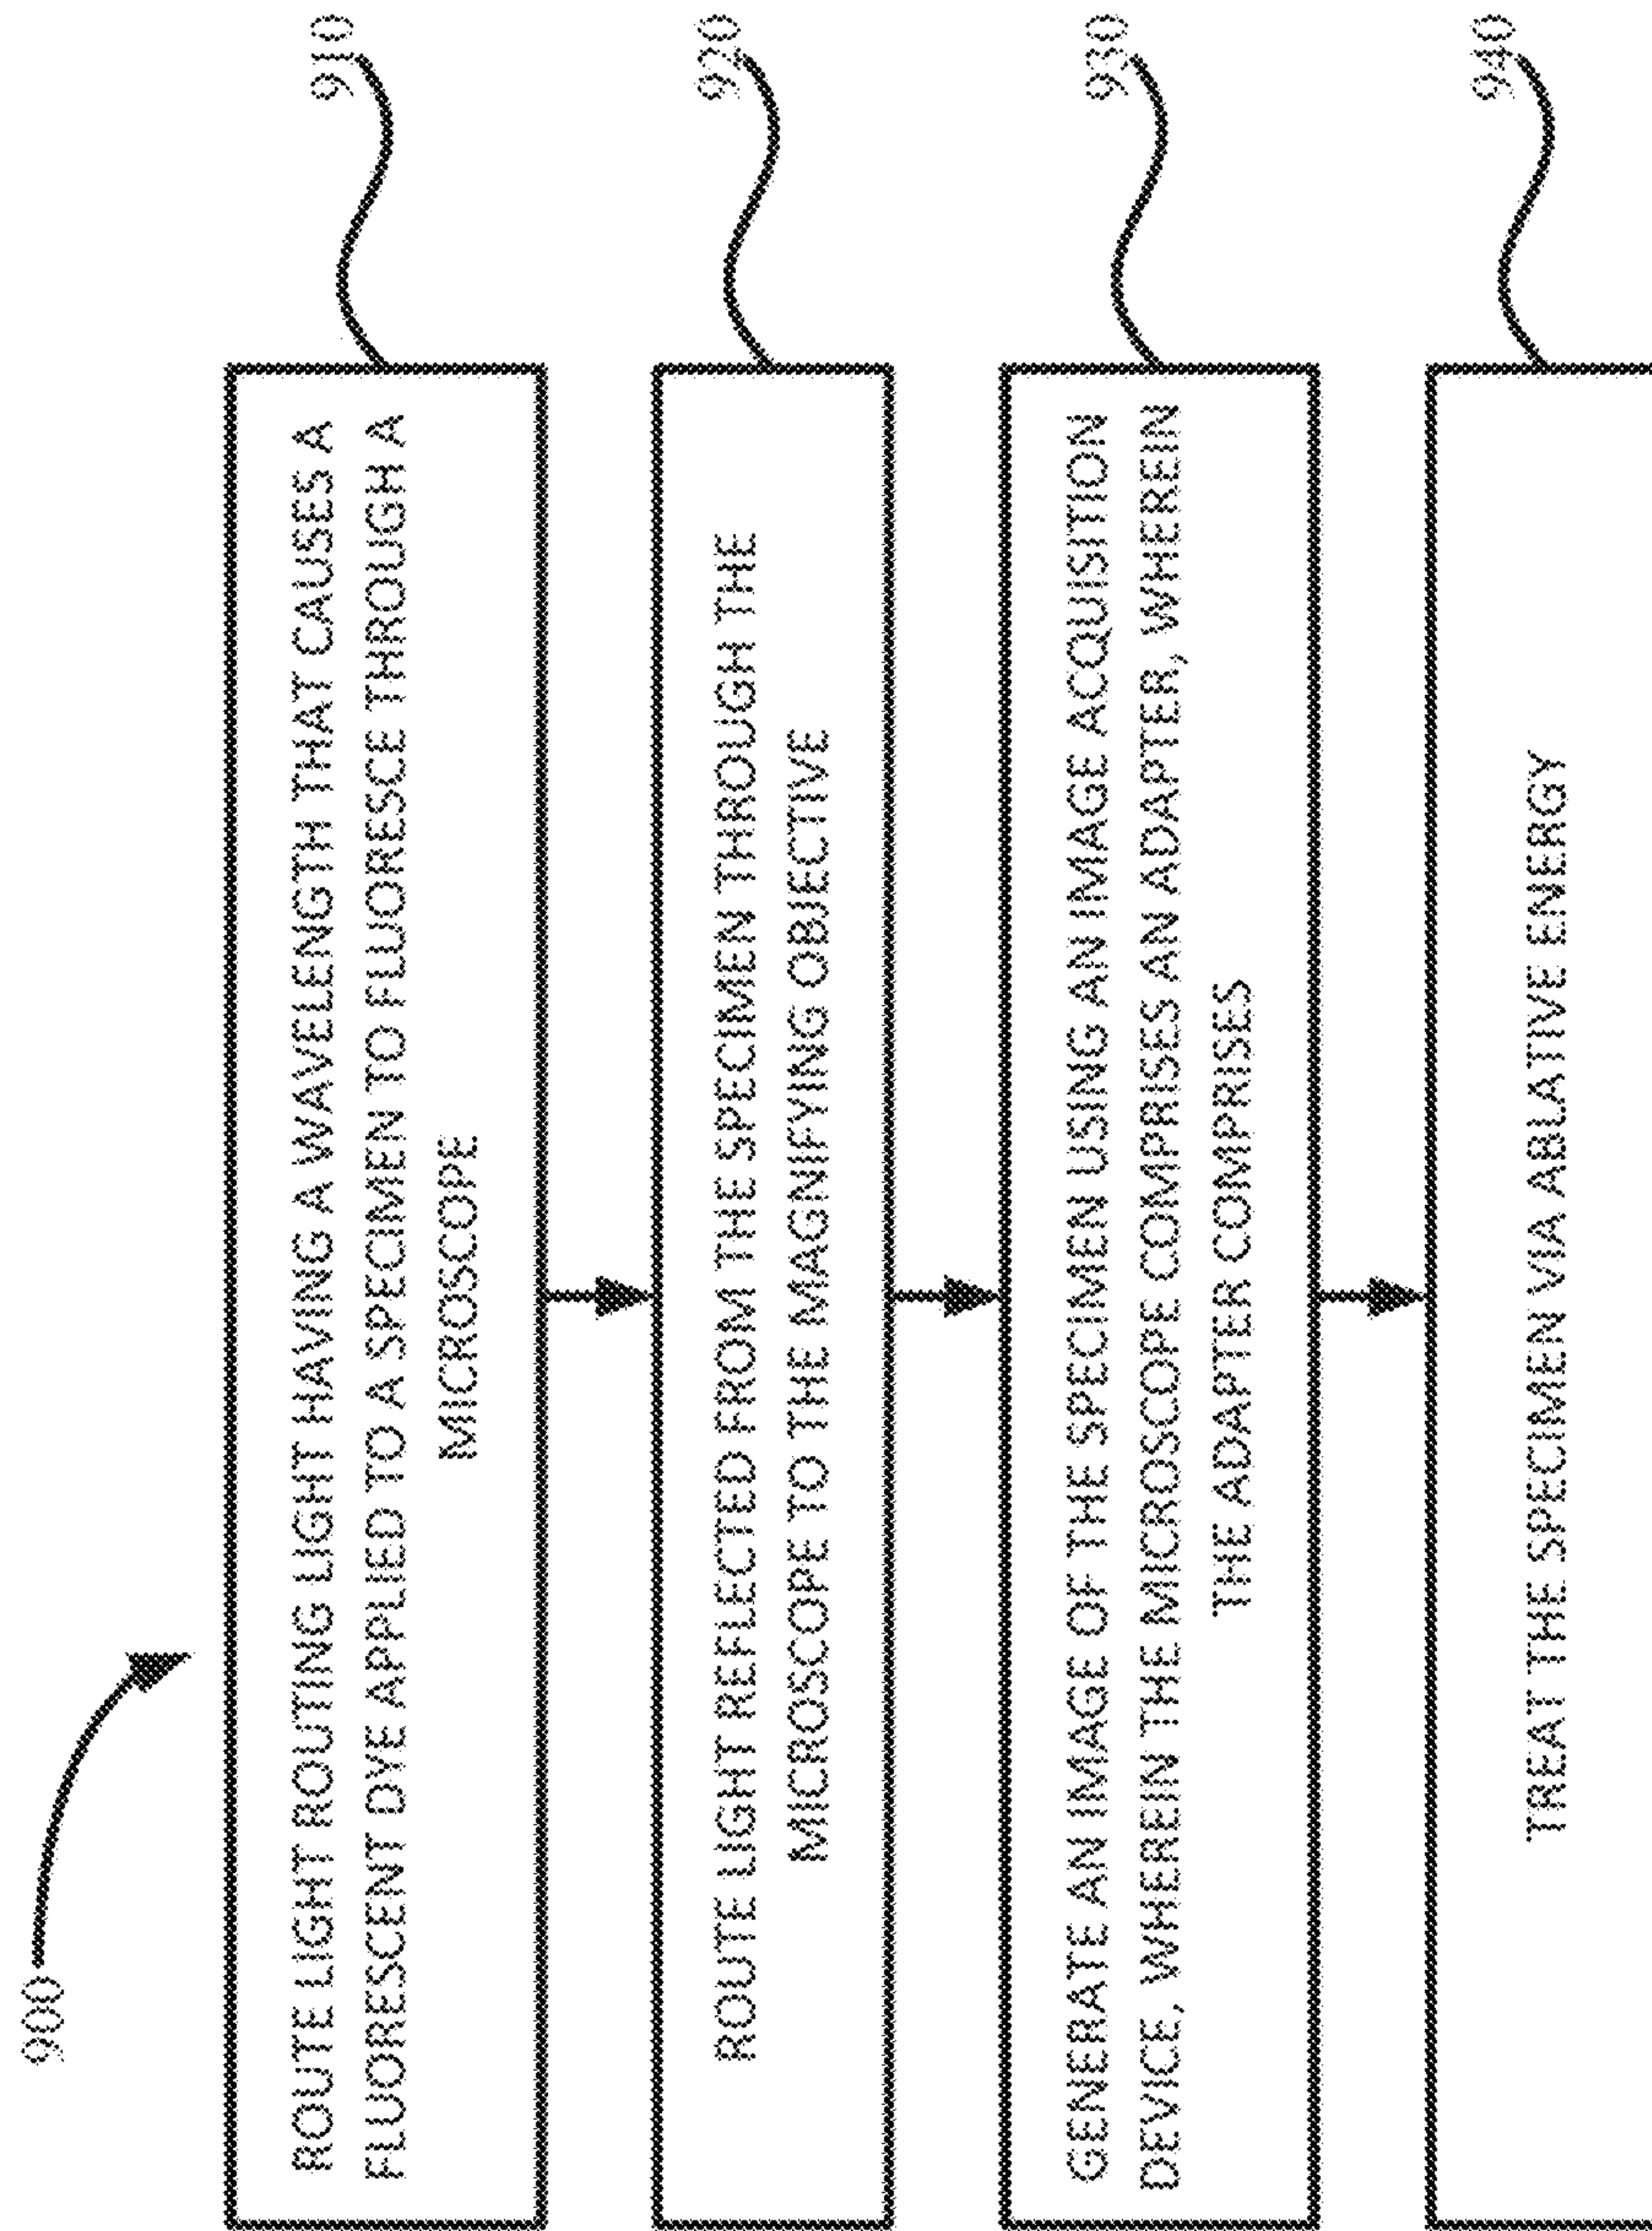 900
ROUTE LIGHT ROUTING LIGHT HAVING A WAVELENGTH THAT CAUSES A
FLUORESCENT DYE APPLIED TO A SPECIMEN TO FLUORESCE THROUGH A
MICROSCOPE
910
ROUTE LIGHT REFLECTED FROM THE SPECIMEN THROUGH THE
MICROSCOPE TO THE MAGNIFYING OBJECTIVE
920
GENERATE AN IMAGE OF THE SPECIMEN USING AN IMAGE ACQUISITION
DEVICE, WHEREIN THE MICROSCOPE COMPRISES AN ADAPTER, WHEREIN
THE ADAPTER COMPRISES
930
TREAT THE SPECIMEN VIA ABLATIVE ENERGY
940